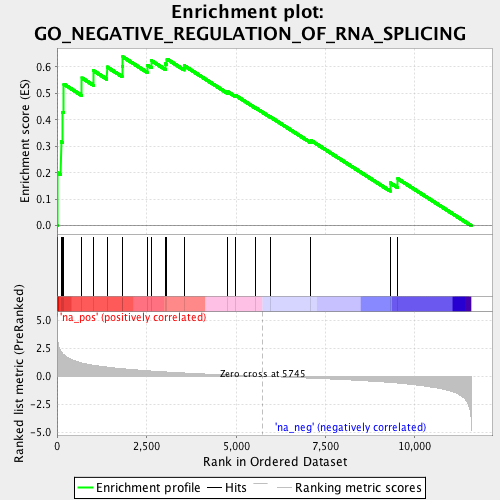 Enrichment plot:
GO_NEGATIVE_REGULATION_OF_RNA_SPLICING
Enrichment score (ES)
0.6
0.5
0.4
0.3
0.2
0.1
0.0
'na_pos' (positively correlated)
Ranked list metric (PreRanked)
5.0
2.5
0.0
-2.5
-5.0
Zero cross at 5745
'na_neg' (negatively correlated)
0
2,500
5,000
7,500
10,000
Rank in Ordered Dataset
Enrichment profile
Hits
Ranking metric scores